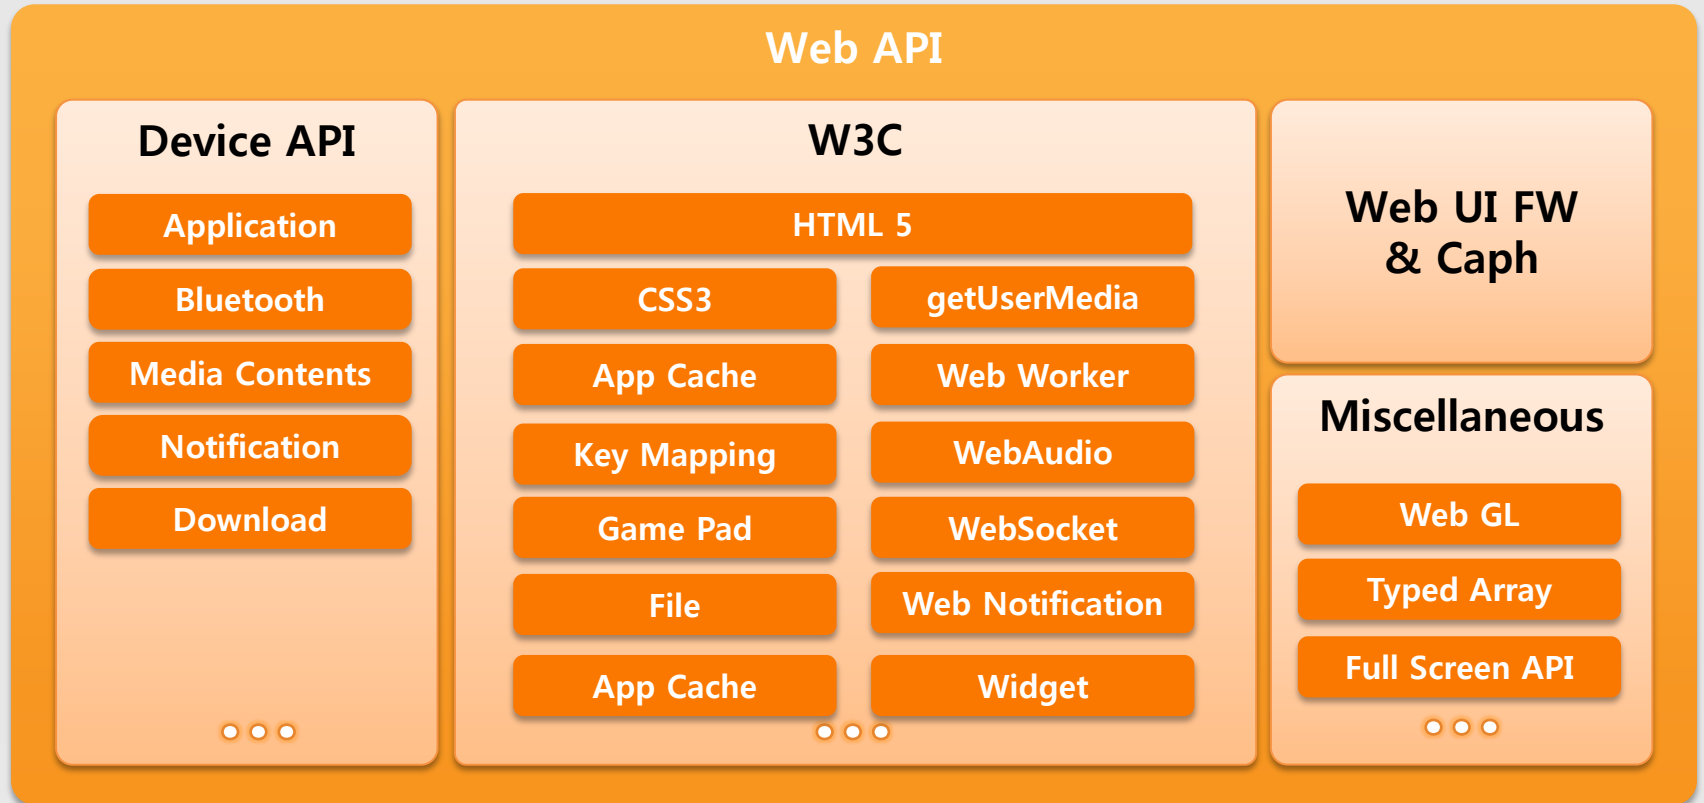 Web API
Device API
Application
Bluetooth
Media Contents
Notification
Download
W3C
HTML 5
CSS3
getUserMedia
App Cache
Web Worker
Key Mapping
WebAudio
Game Pad
WebSocket
File
Web Notification
App Cache
Widget
Web UI FW
& Caph
Miscellaneous
Web GL
Typed Array
Full Screen API